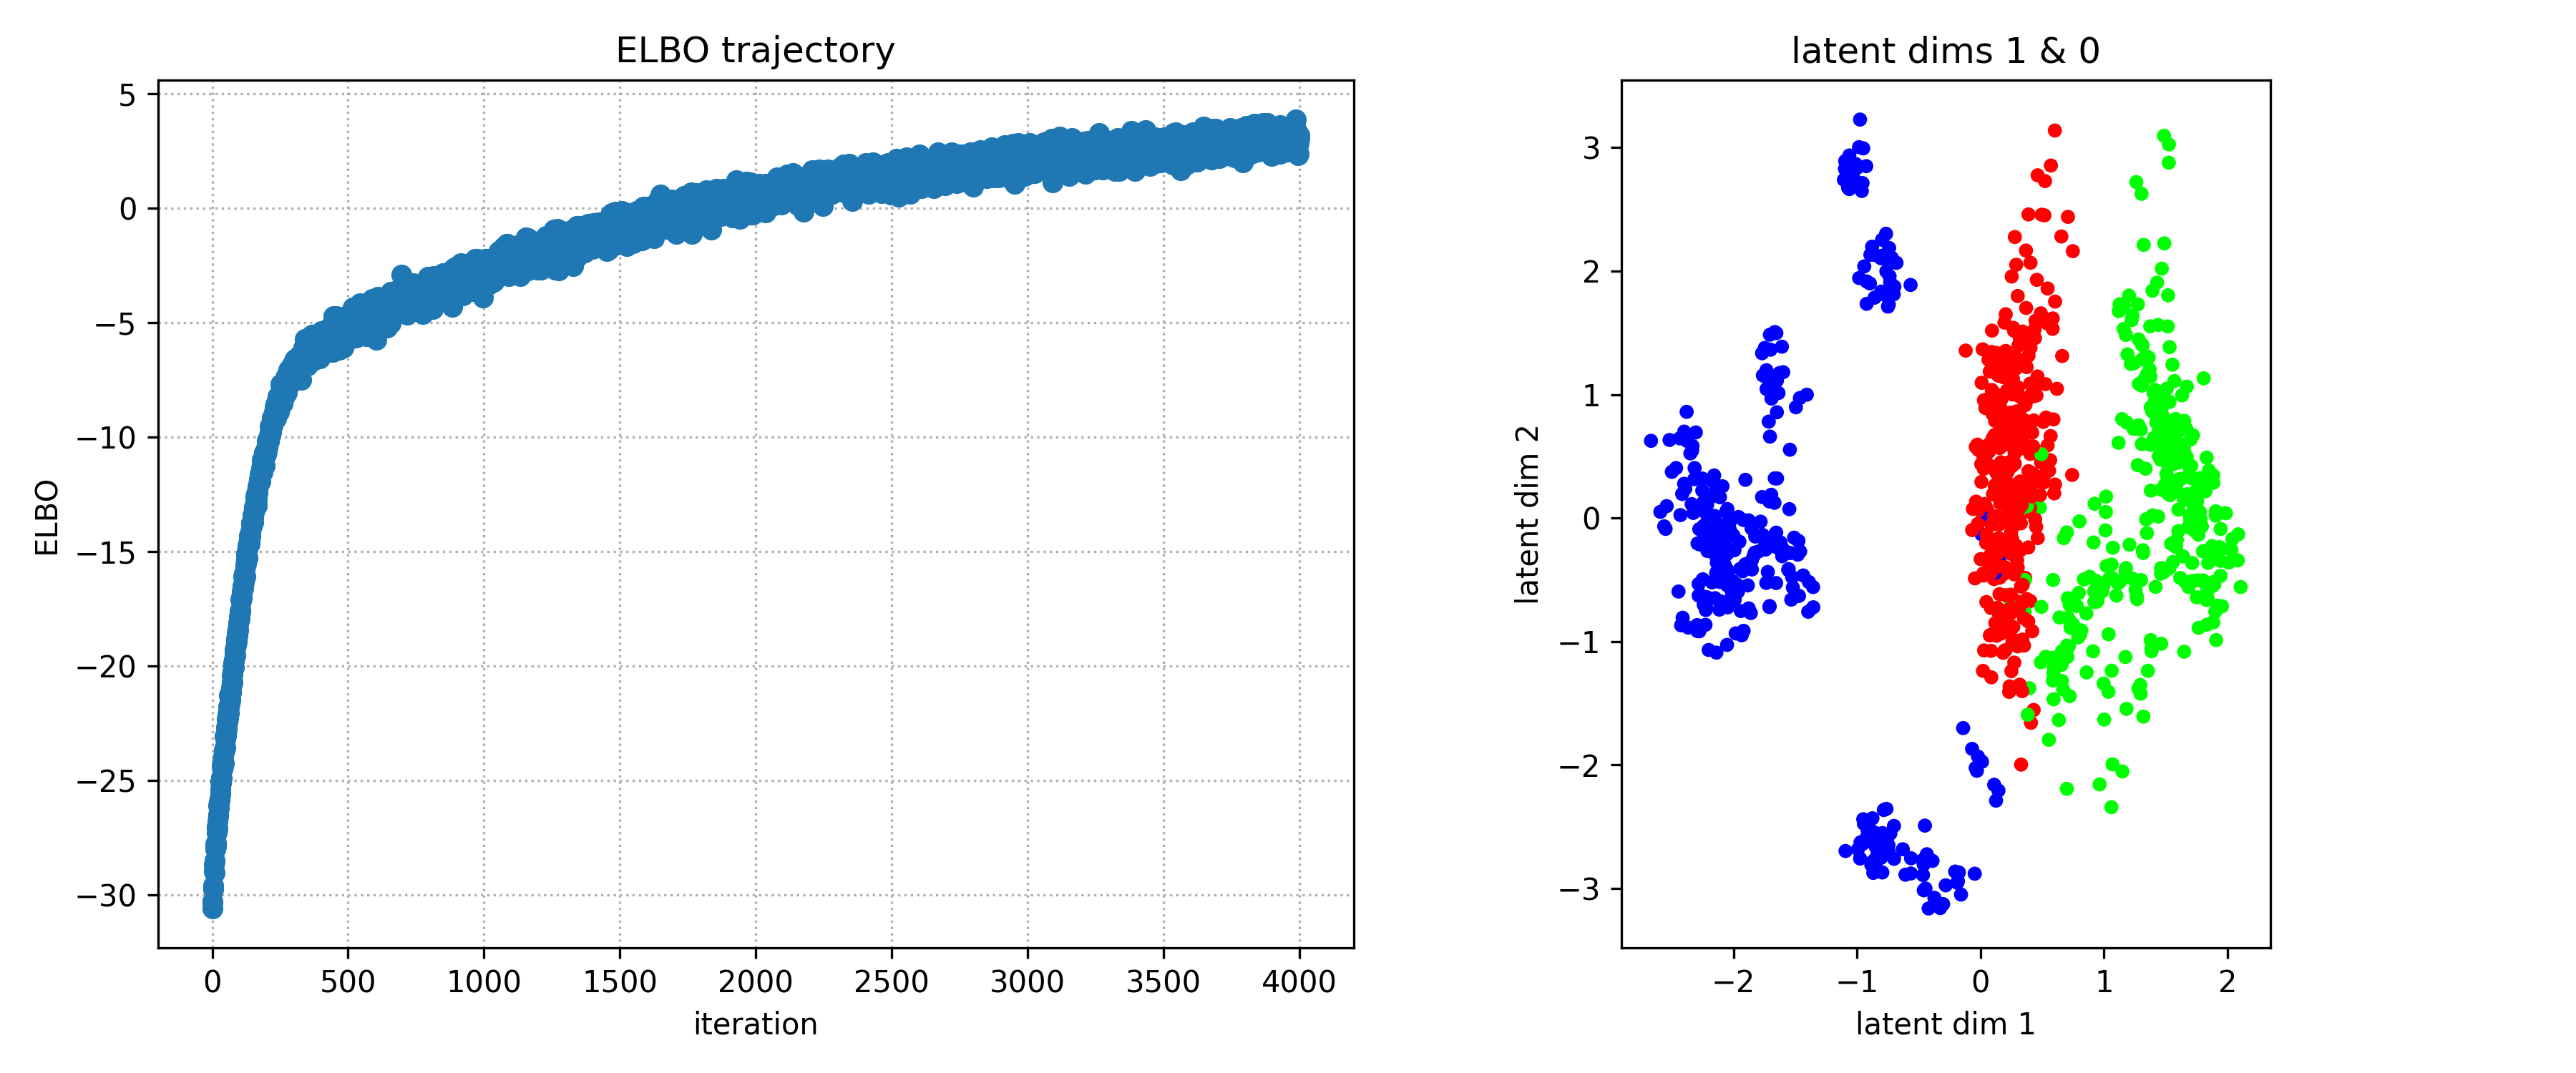 ELBO trajectory
5
0
−5
−10
−15
−20
−25
−30
ELBO
0 500 1000 1500 2000 2500 3000 3500 4000
iteration
latent dims 1 & 0
3
2
1
0
−1
−2
−3
latent dim 2
−2 −1 0 1 2
latent dim 1